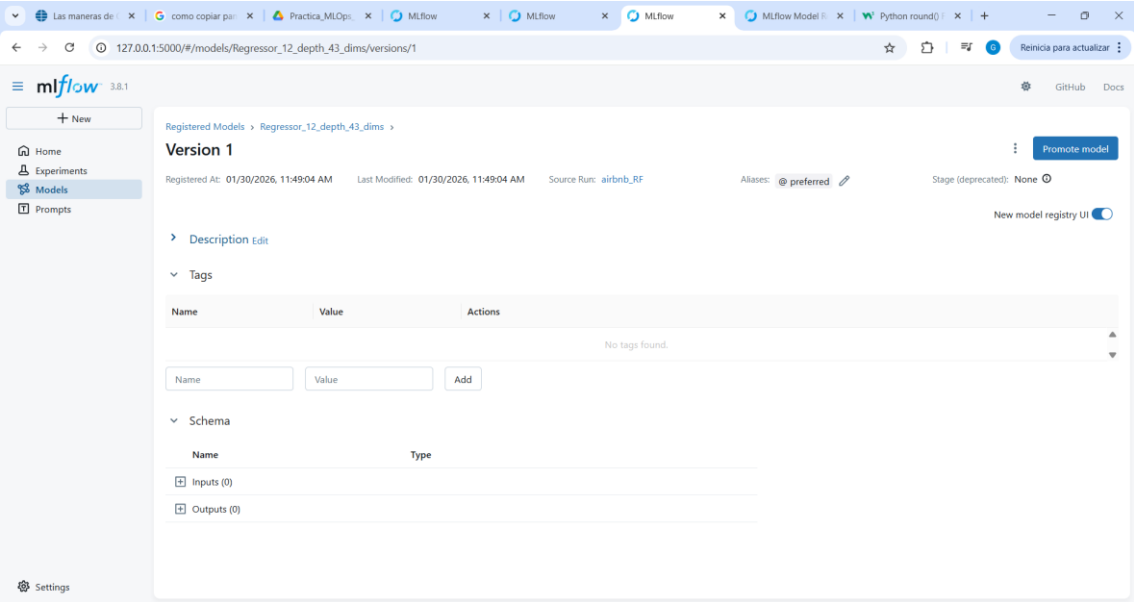 Las maneras de
como copiar par
Practica_MLOps_
MLflow
MLflow
MLflow
MLflow Model R
Python round() F
127.0.0.1:5000/#/models/Regressor_12_depth_43_dims/versions/1
G
Reinicia para actualizar
mlflow 3.8.1
GitHub Docs
+ New
Home
Experiments
Models
Prompts
Settings
Registered Models > Regressor_12_depth_43_dims >
Version 1
Promote model
Registered At: 01/30/2026, 11:49:04 AM Last Modified: 01/30/2026, 11:49:04 AM Source Run: airbnb_RF Aliases: @ preferred Stage (deprecated): None
New model registry UI
Description Edit
Tags
Name Value Actions
No tags found.
Name Value Add
Schema
Name Type
Inputs (0)
Outputs (0)